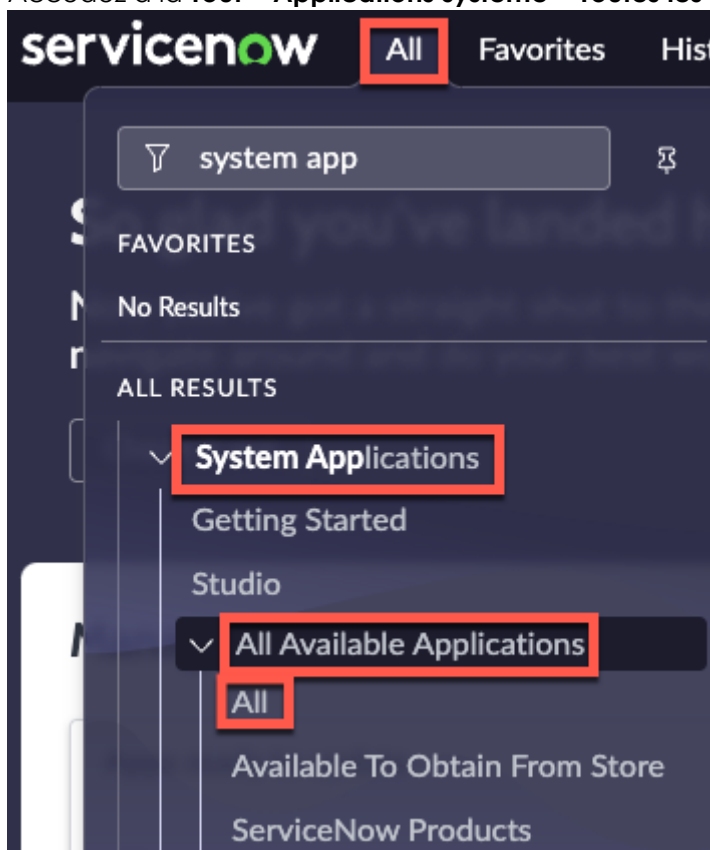 servicenow All Favorites
system app
FAVORITES
No Results
ALL RESULTS
System Applications
Getting Started
Studio
All Available Applications
All
Available To Obtain From Store
ServiceNow Products